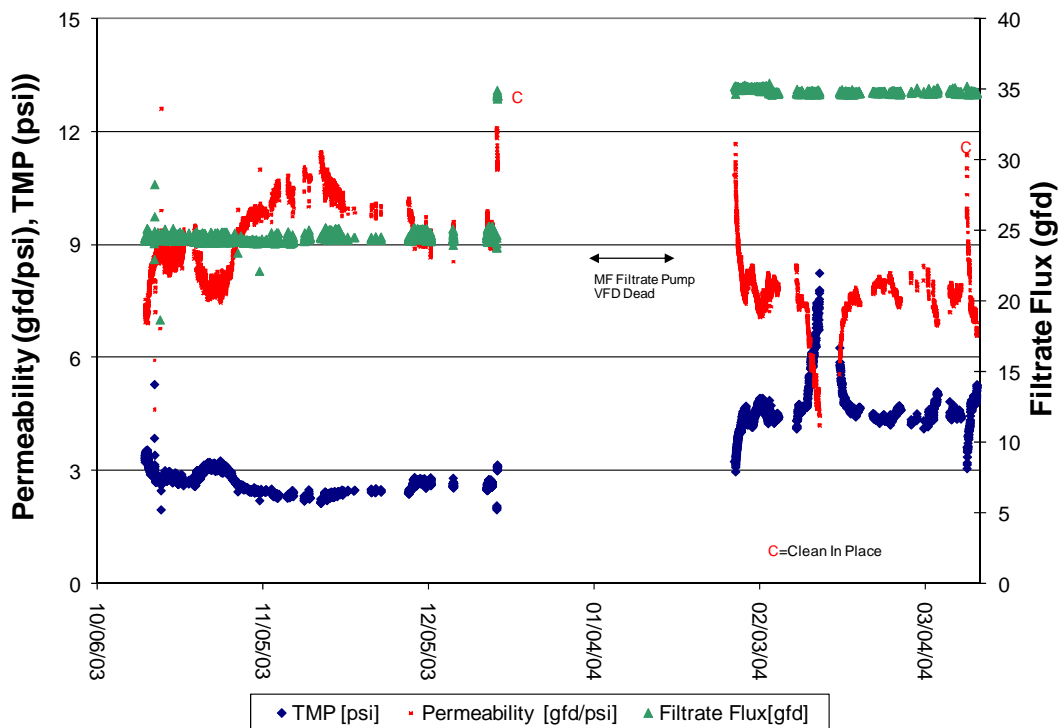 Permeability (gfd/psi), TMP (psi))
15
12
9
6
3
0
40
35
30
25
20
15
10
5
0
Filtrate Flux (gfd)
C
C
MF Filtrate Pump
VFD Dead
C=Clean In Place
10/06/03
11/05/03
12/05/03
01/04/04
02/03/04
03/04/04
TMP [psi]
Permeability [gfd/psi]
Filtrate Flux[gfd]